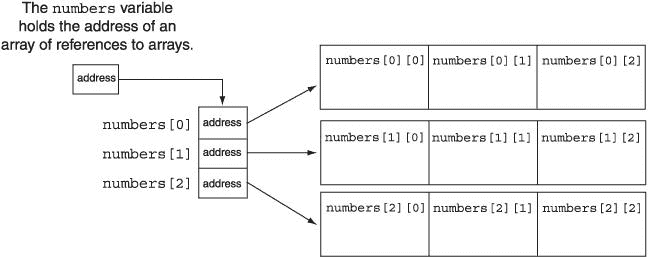 The numbers variable
holds the address of an
array of references to arrays.
address
numbers[0] address
numbers[1] address
numbers[2] address
numbers[0][0] numbers[0][1] numbers[0][2]
numbers[1][0] numbers[1][1] numbers[1][2]
numbers[2][0] numbers[2][1] numbers[2][2]